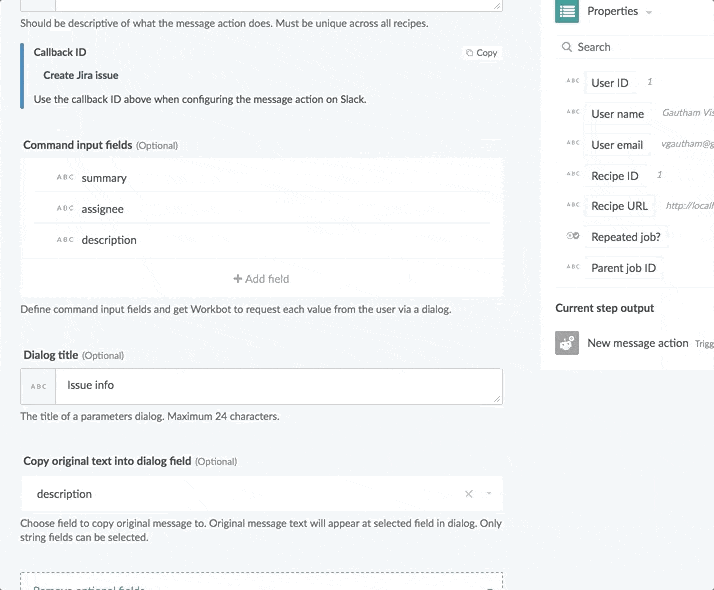 Should be descriptive of what the message action does. Must be unique across all recipes.
Callback ID
Copy
Create Jira issue
Use the callback ID above when configuring the message action on Slack.
Command input fields (Optional)
ABC summary
ABC assignee
ABC description
+ Add field
Define command input fields and get Workbot to request each value from the user via a dialog.
Dialog title (Optional)
ABC Issue info
The title of a parameters dialog. Maximum 24 characters.
Copy original text into dialog field (Optional)
description
Choose field to copy original message to. Original message text will appear at selected field in dialog. Only
string fields can be selected.
Remove optional fields
Properties
Search
ABC User ID 1
ABC User name Gautham Vis
ABC User email vgautham@g
ABC Recipe ID 1
ABC Recipe URL http://localh
Repeated job?
ABC Parent job ID
Current step output
New message action Trigg